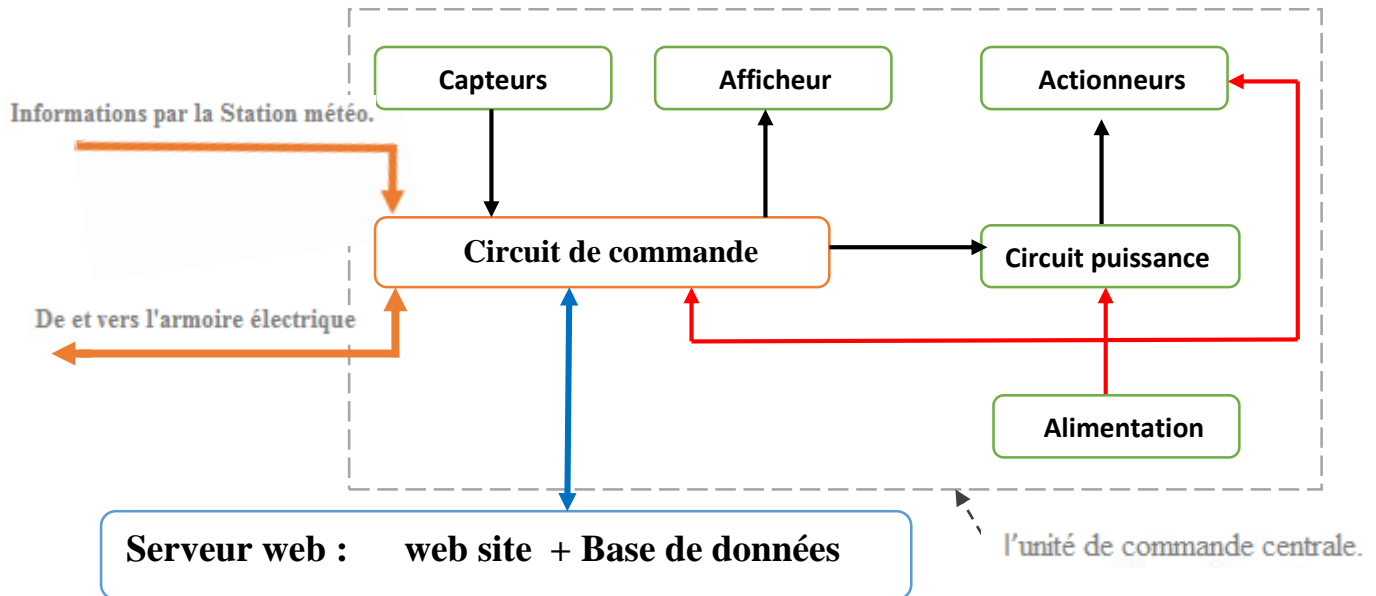 Capteurs
Afficheur
Actionneurs
Informations par la Station météo.
Circuit de commande
Circuit puissance
De et vers l'armoire électrique
Alimentation
Serveur web : web site + Base de données
l'unité de commande centrale.